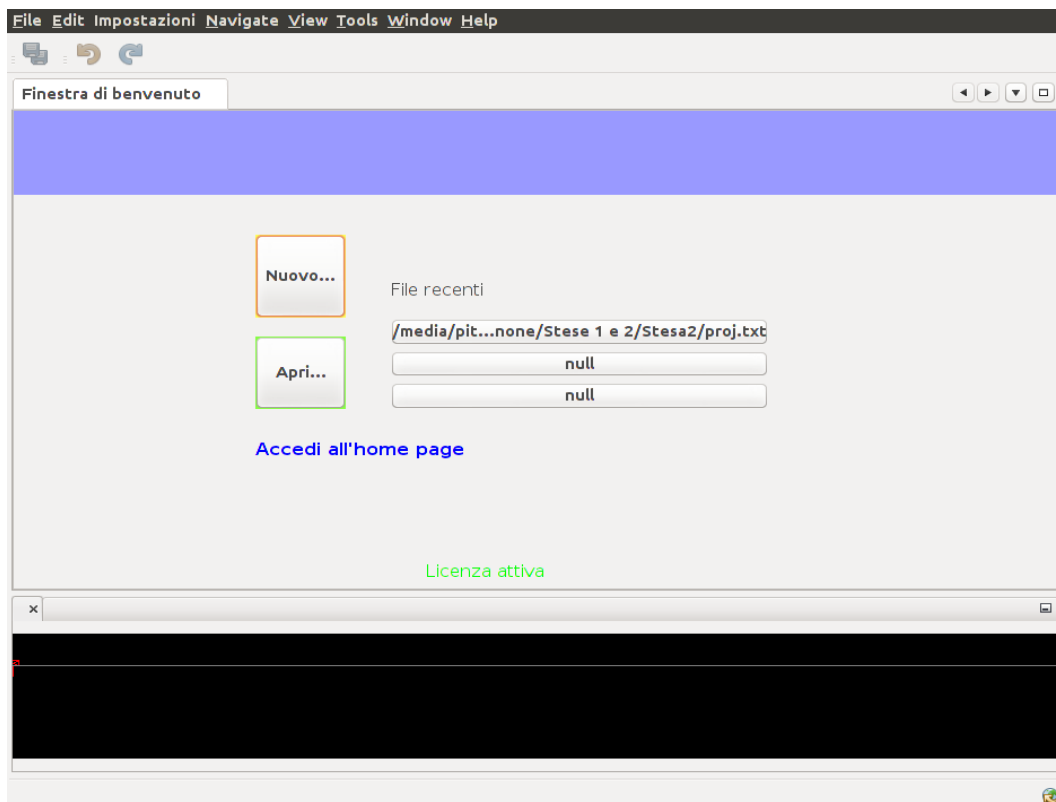 File Edit Impostazioni Navigate View Tools Window Help
Finestra di benvenuto
Nuovo...
File recenti
/media/pit...none/Stese 1 e 2/Stesa2/proj.txt
null
Apri...
null
Accedi all'home page
Licenza attiva